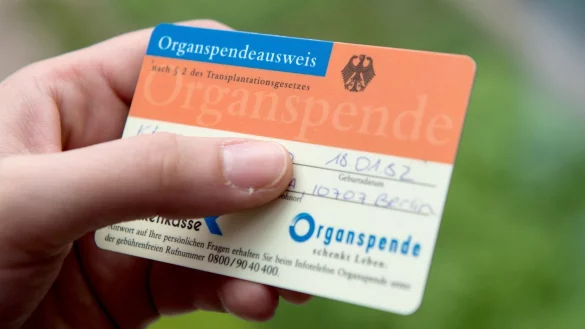 Organspendeausweis
nach § 2 des Transplantationsgesetzes
Organspende
18.01.82
Geburtsdatum
10707 Berlin
Organspende
schenkt Leben.
Antwort auf Ihre persönlichen Fragen erhalten Sie beim Infotelefon Organspende unter
der gebührenfreien Rufnummer 0800/90 40 400.